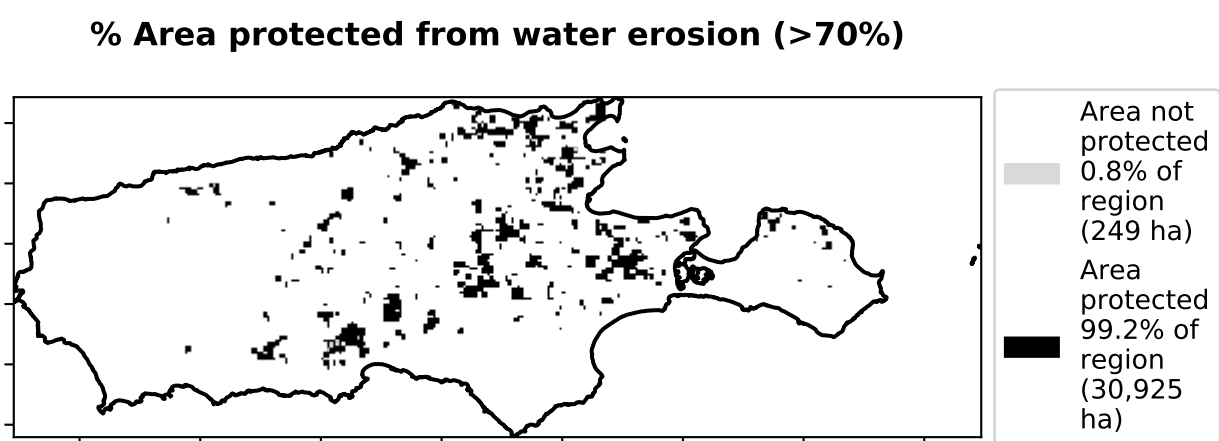 % Area protected from water erosion (>70%)
Area not
protected
0.8% of
region
(249 ha)
Area
protected
99.2% of
region
(30,925
ha)